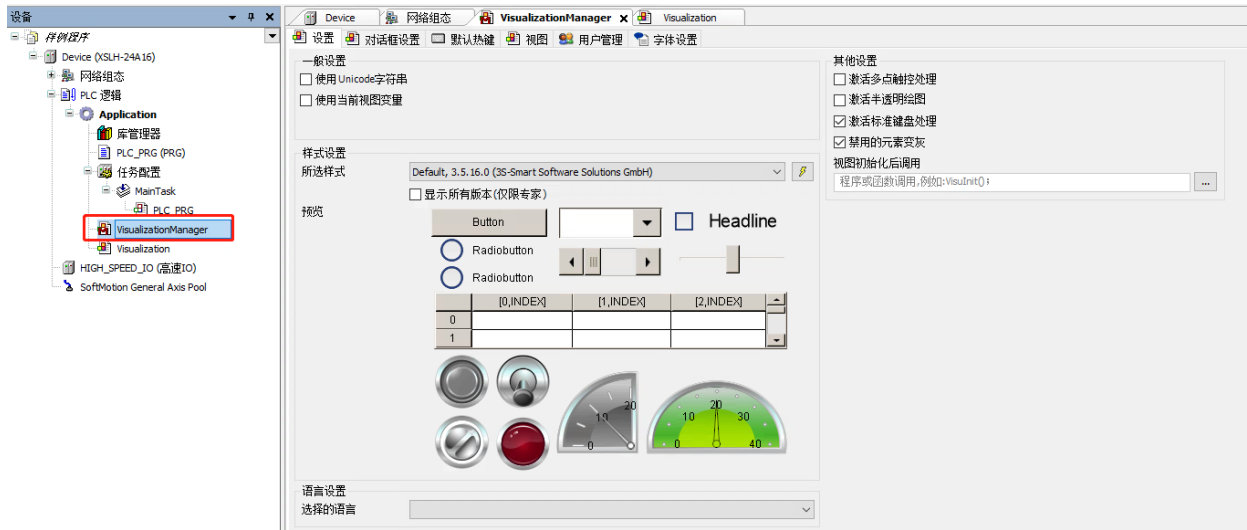 设备
样例程序
Device (XSLH-24A16)
网络组态
PLC 逻辑
Application
库管理器
PLC_PRG (PRG)
任务配置
MainTask
PLC_PRG
VisualizationManager
Visualization
HIGH_SPEED_IO (高速IO)
SoftMotion General Axis Pool
Device 网络组态 VisualizationManager Visualization
设置 对话框设置 默认热键 视图 用户管理 字体设置
一般设置
使用Unicode字符串
使用当前视图变量
样式设置
所选样式 Default, 3.5.16.0 (3S-Smart Software Solutions GmbH)
显示所有版本(仅限专家)
预览
Button Headline
Radiobutton
Radiobutton
[0,INDEX] [1,INDEX] [2,INDEX]
0
1
0 10 20
0 10 20 30 40
语言设置
选择的语言
其他设置
激活多点触控处理
激活半透明绘图
激活标准键盘处理
禁用的元素变灰
视图初始化后调用
程序或函数调用,例如:VisuInit(); ...